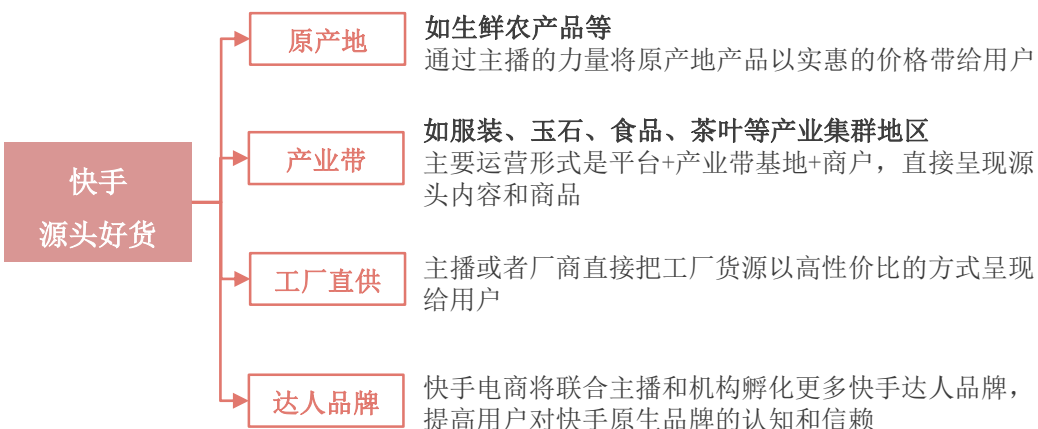 快手
源头好货
原产地
如生鲜农产品等
通过主播的力量将原产地产品以实惠的价格带给用户
产业带
如服装、玉石、食品、茶叶等产业集群地区
主要运营形式是平台+产业带基地+商户，直接呈现源
头内容和商品
工厂直供
主播或者厂商直接把工厂货源以高性价比的方式呈现
给用户
达人品牌
快手电商将联合主播和机构孵化更多快手达人品牌，
提高用户对快手原生品牌的认知和信赖